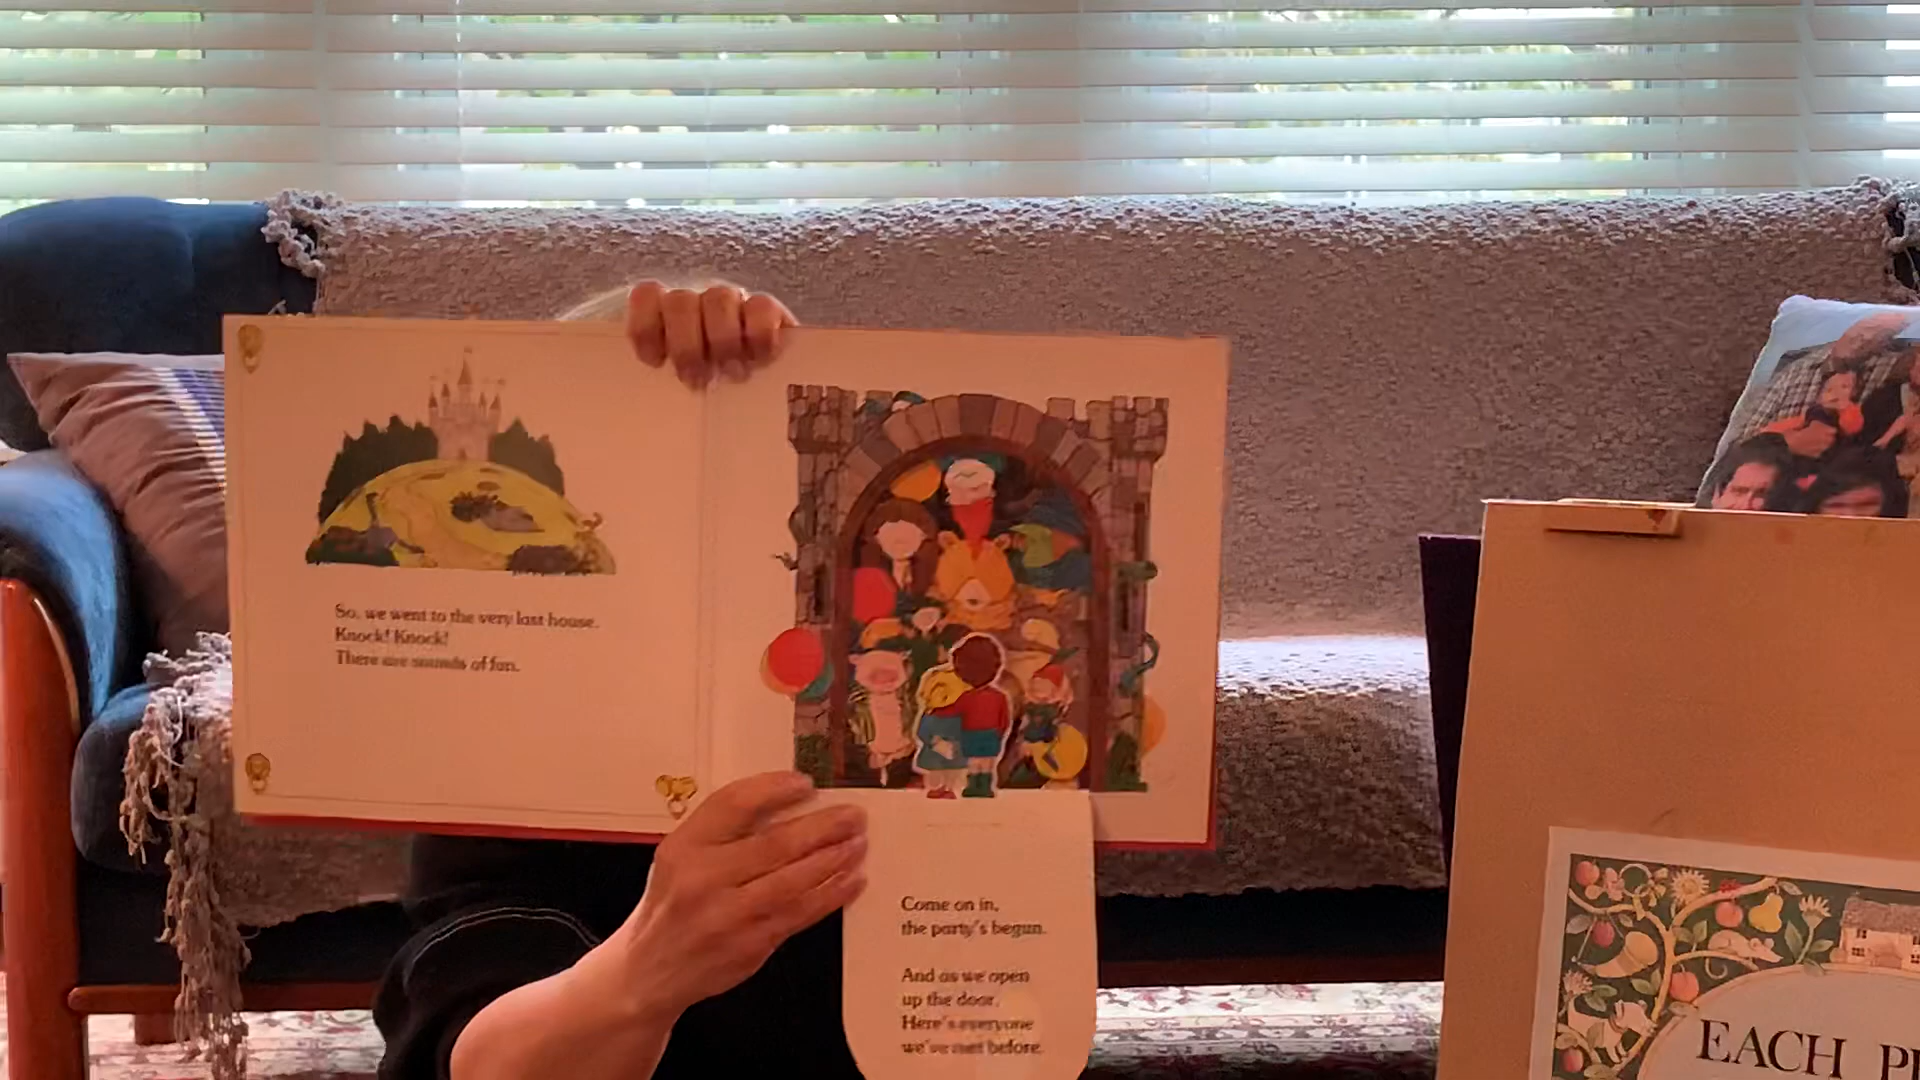 So, we went to the very last house.
Knock! Knock!
There are sounds of fun.
Come on in,
the party's begun.
And as we open
up the door,
Here's everyone
we've met before.
EACH